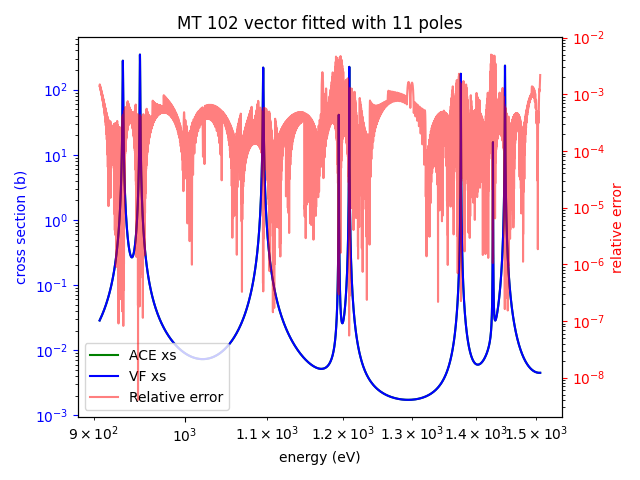 MT 102 vector fitted with 11 poles
cross section (b)
10²
10¹
10⁰
10⁻¹
10⁻²
10⁻³
10⁻²
10⁻³
10⁻⁴
10⁻⁵
10⁻⁶
10⁻⁷
10⁻⁸
relative error
ACE xs
VF xs
Relative error
9 × 10² 10³ 1.1 × 10³ 1.2 × 10³ 1.3 × 10³ 1.4 × 10³ 1.5 × 10³
energy (eV)